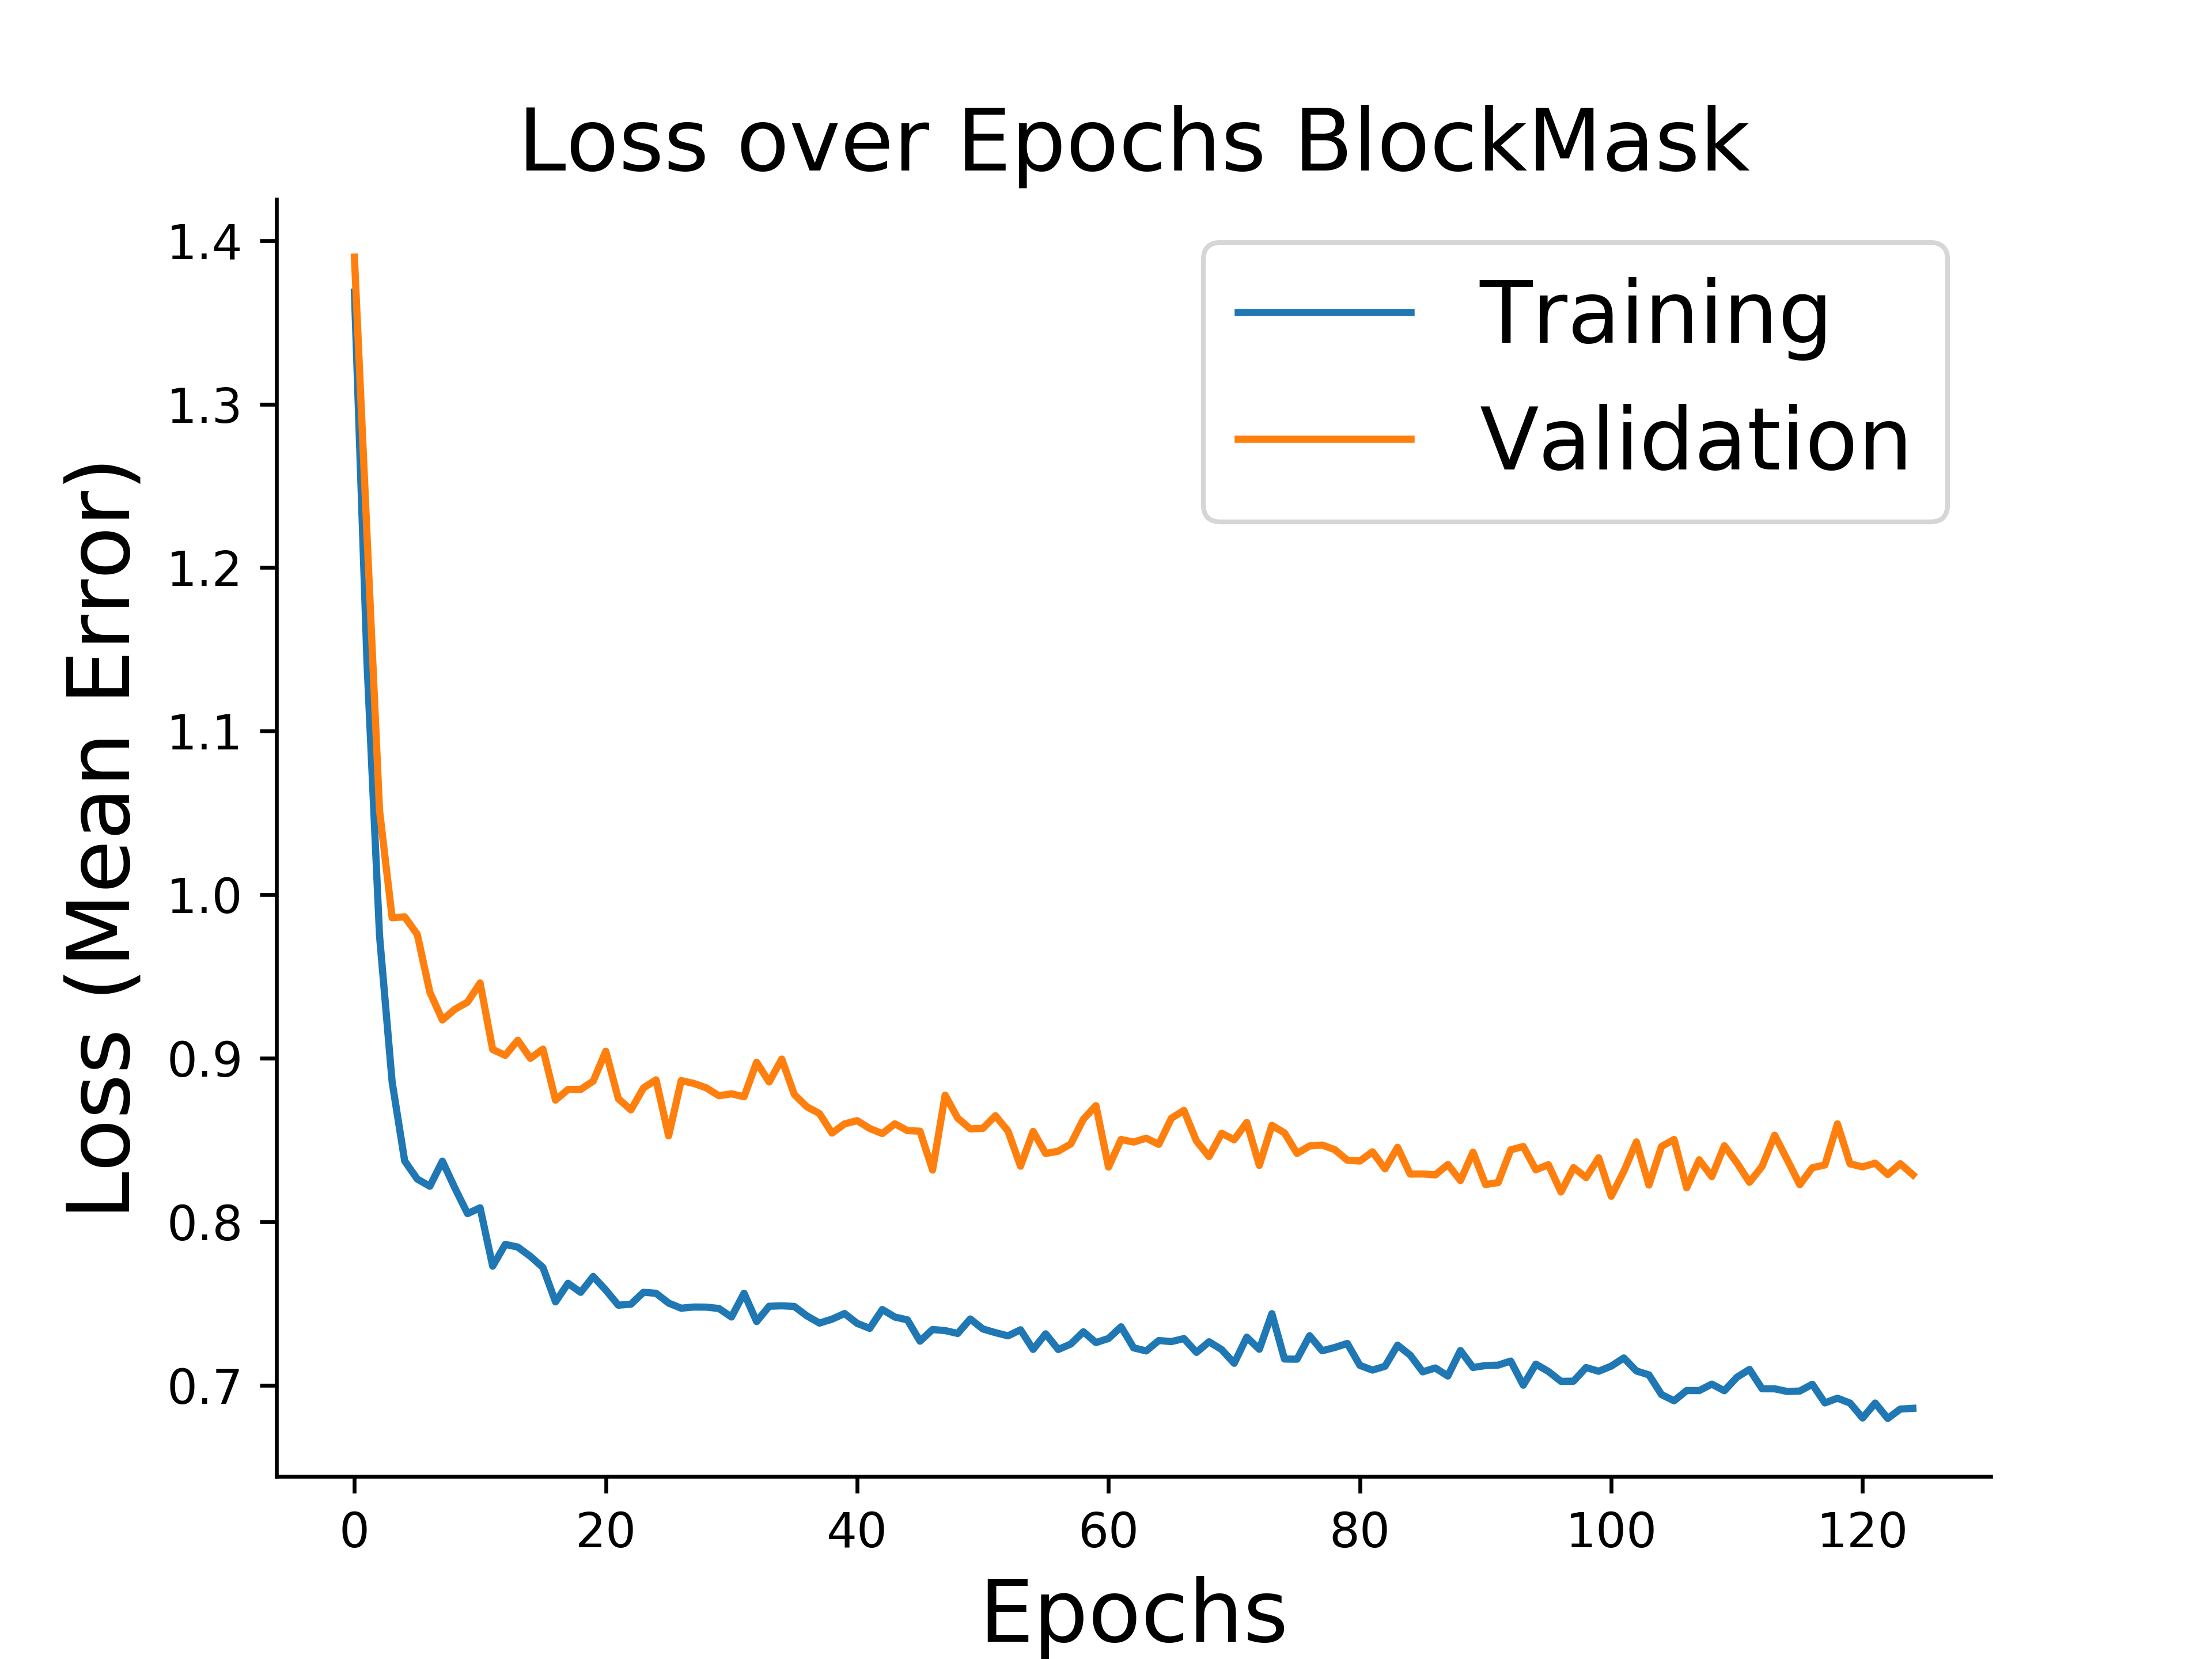 Loss over Epochs BlockMask
Training
Validation
Loss (Mean Error)
1.4
1.3
1.2
1.1
1.0
0.9
0.8
0.7
0 20 40 60 80 100 120
Epochs